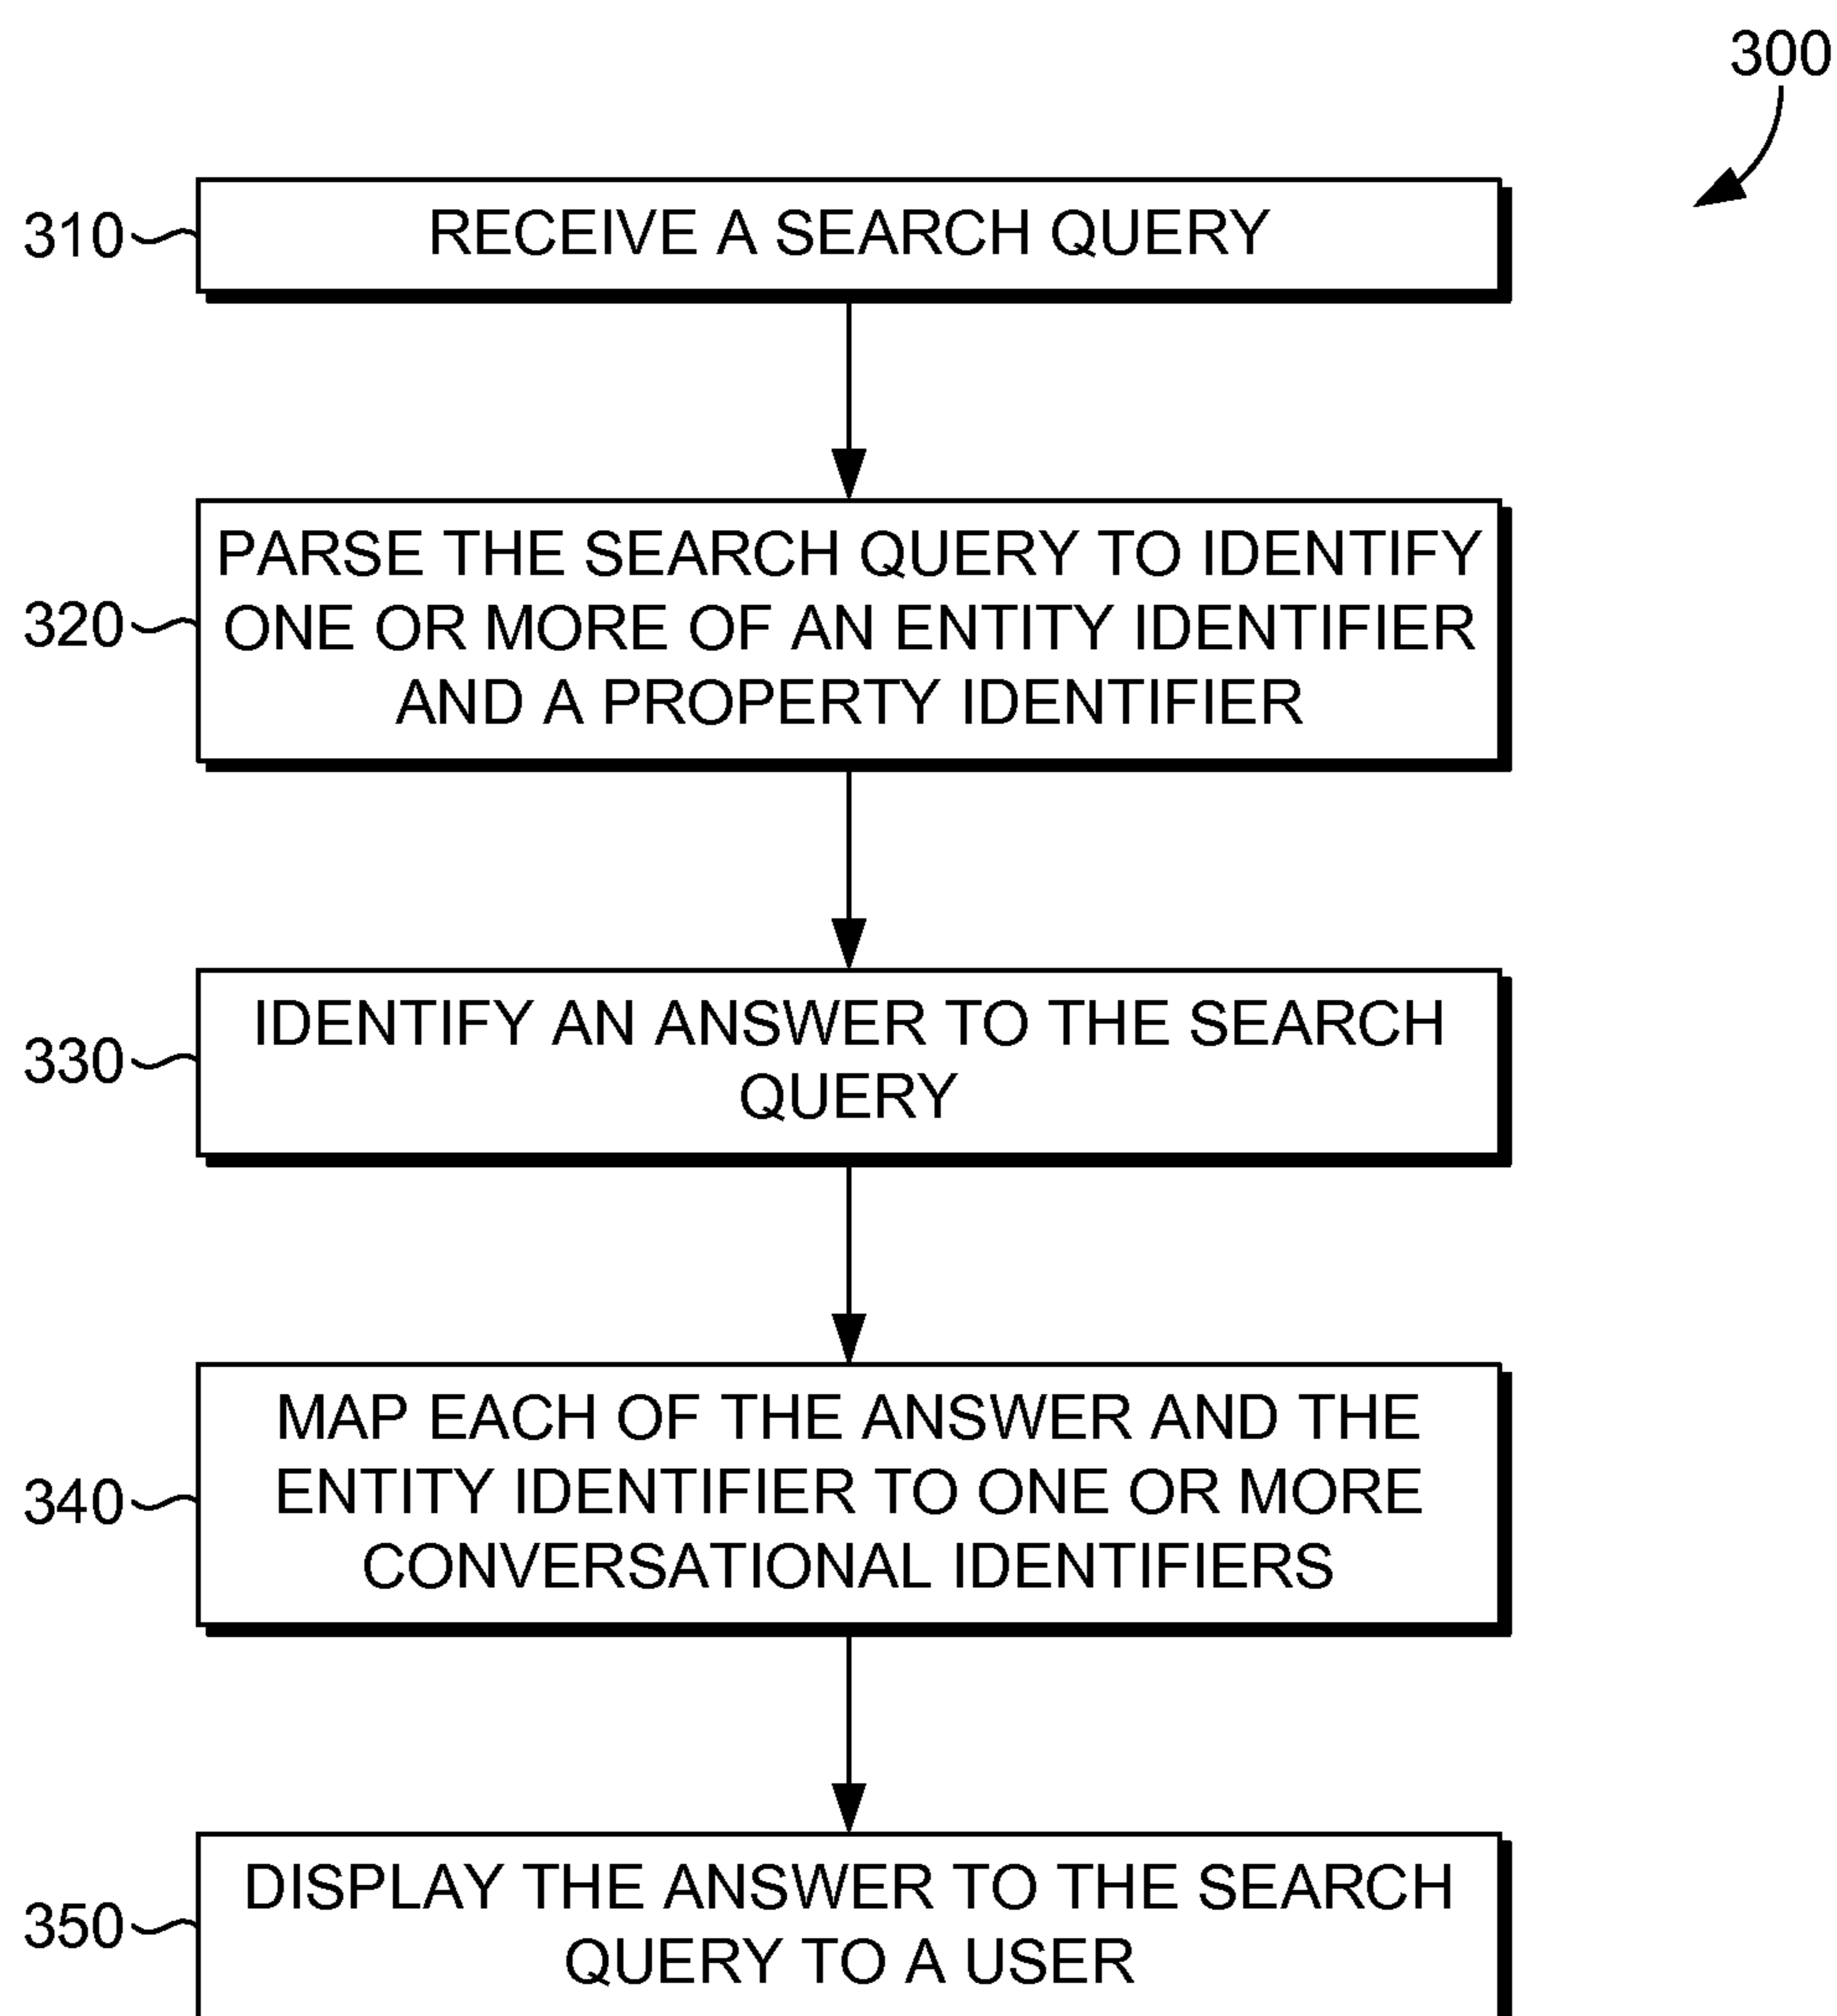 300
310
RECEIVE A SEARCH QUERY
320
PARSE THE SEARCH QUERY TO IDENTIFY
ONE OR MORE OF AN ENTITY IDENTIFIER
AND A PROPERTY IDENTIFIER
330
IDENTIFY AN ANSWER TO THE SEARCH
QUERY
340
MAP EACH OF THE ANSWER AND THE
ENTITY IDENTIFIER TO ONE OR MORE
CONVERSATIONAL IDENTIFIERS
350
DISPLAY THE ANSWER TO THE SEARCH
QUERY TO A USER